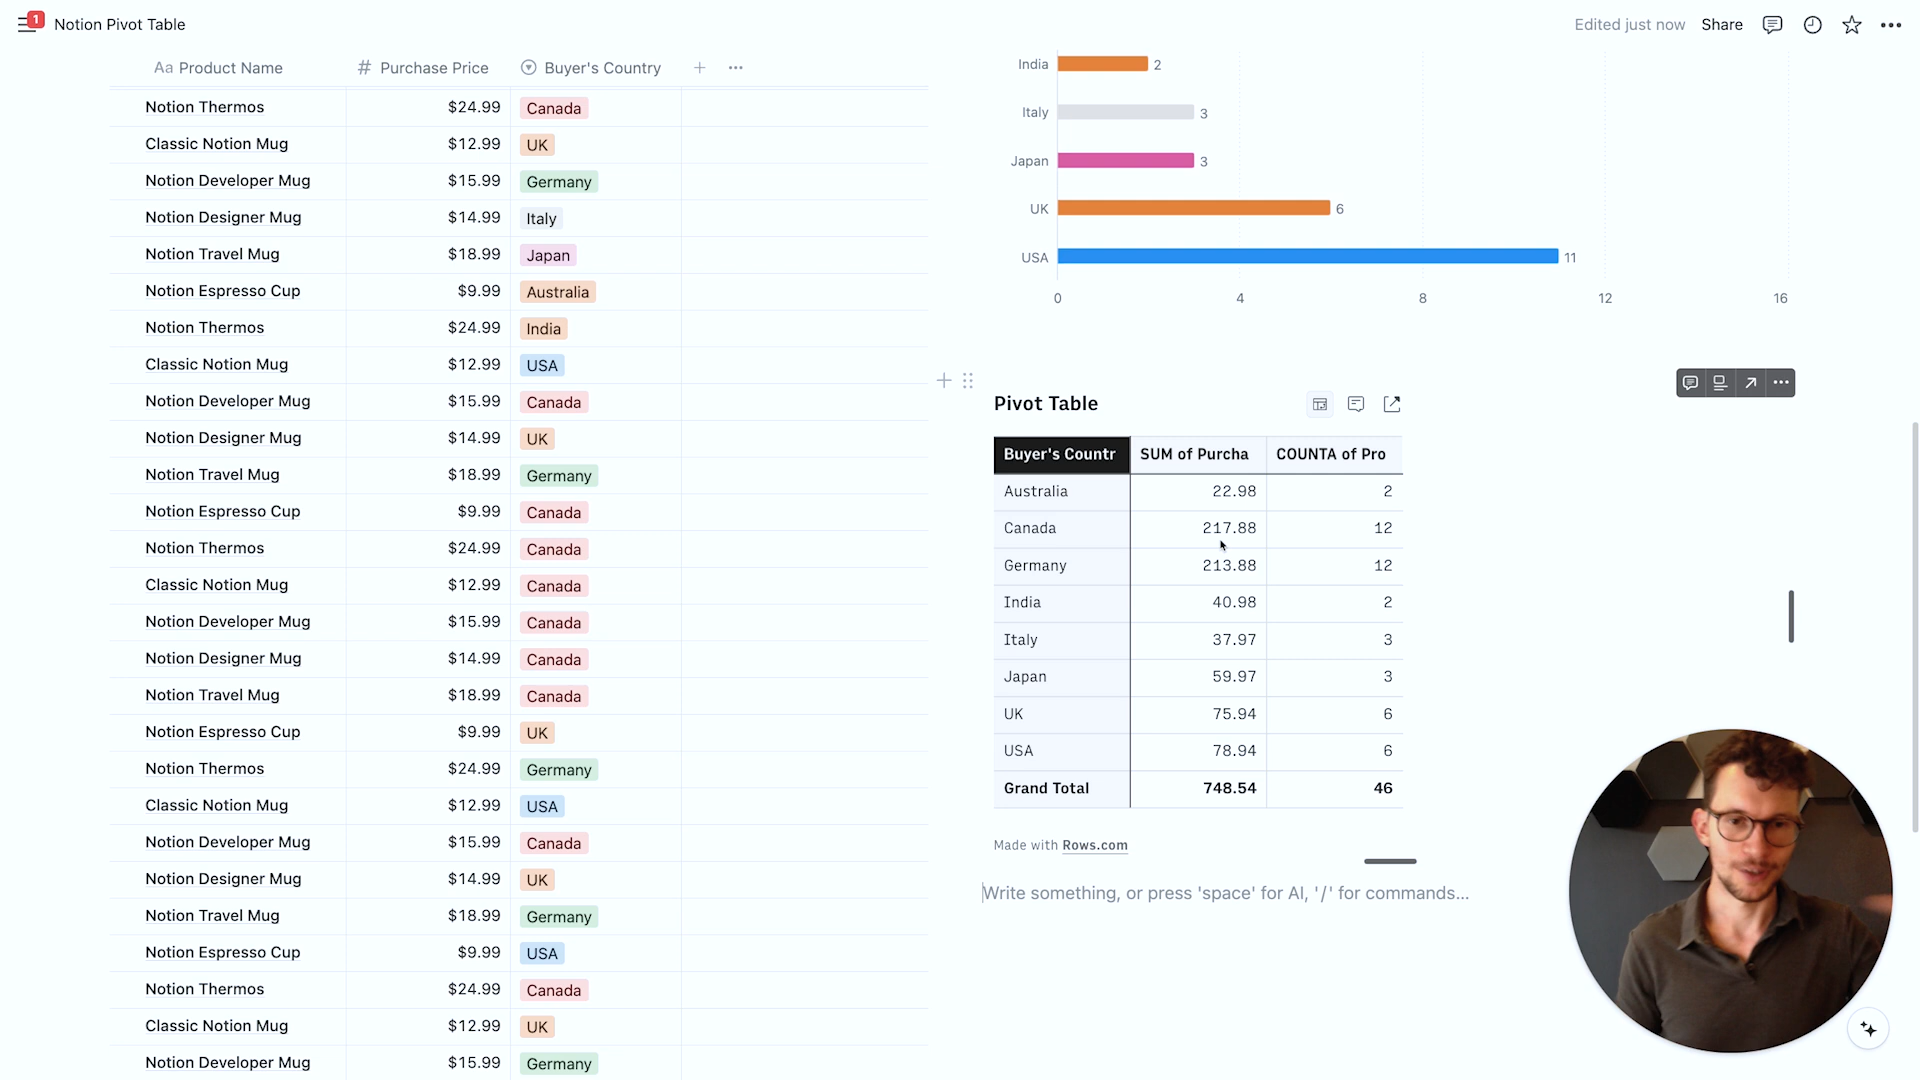 1
Notion Pivot Table
Edited just now
Share
Aa Product Name
# Purchase Price
Buyer's Country
Notion Thermos $24.99 Canada
Classic Notion Mug $12.99 UK
Notion Developer Mug $15.99 Germany
Notion Designer Mug $14.99 Italy
Notion Travel Mug $18.99 Japan
Notion Espresso Cup $9.99 Australia
Notion Thermos $24.99 India
Classic Notion Mug $12.99 USA
Notion Developer Mug $15.99 Canada
Notion Designer Mug $14.99 UK
Notion Travel Mug $18.99 Germany
Notion Espresso Cup $9.99 Canada
Notion Thermos $24.99 Canada
Classic Notion Mug $12.99 Canada
Notion Developer Mug $15.99 Canada
Notion Designer Mug $14.99 Canada
Notion Travel Mug $18.99 Canada
Notion Espresso Cup $9.99 UK
Notion Thermos $24.99 Germany
Classic Notion Mug $12.99 USA
Notion Developer Mug $15.99 Canada
Notion Designer Mug $14.99 UK
Notion Travel Mug $18.99 Germany
Notion Espresso Cup $9.99 USA
Notion Thermos $24.99 Canada
Classic Notion Mug $12.99 UK
Notion Developer Mug $15.99 Germany
India 2
Italy 3
Japan 3
UK 6
USA 11
0 4 8 12 16
Pivot Table
Buyer's Countr SUM of Purcha COUNTA of Pro
Australia 22.98 2
Canada 217.88 12
Germany 213.88 12
India 40.98 2
Italy 37.97 3
Japan 59.97 3
UK 75.94 6
USA 78.94 6
Grand Total 748.54 46
Made with Rows.com
Write something, or press 'space' for AI, '/' for commands...